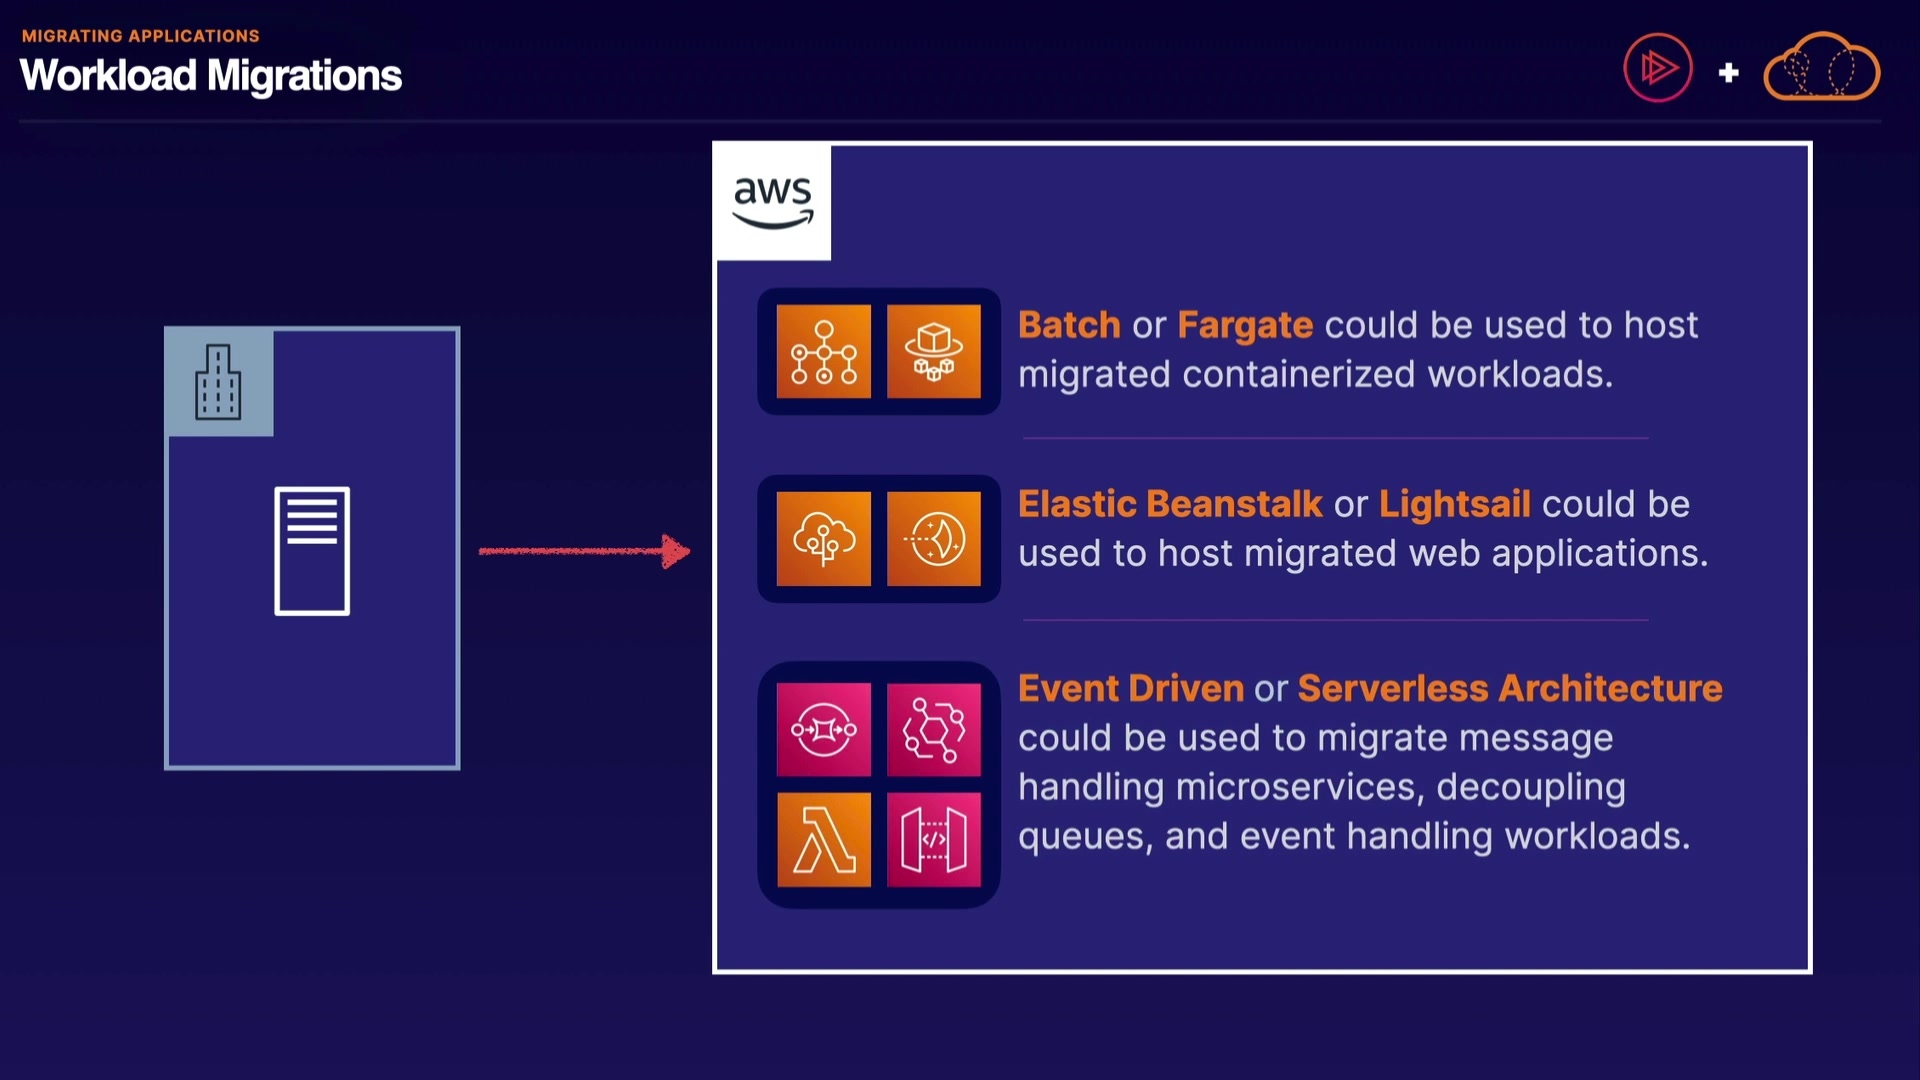 MIGRATING APPLICATIONS
Workload Migrations
aws
Batch or Fargate could be used to host
migrated containerized workloads.
Elastic Beanstalk or Lightsail could be
used to host migrated web applications.
Event Driven or Serverless Architecture
could be used to migrate message
handling microservices, decoupling
queues, and event handling workloads.